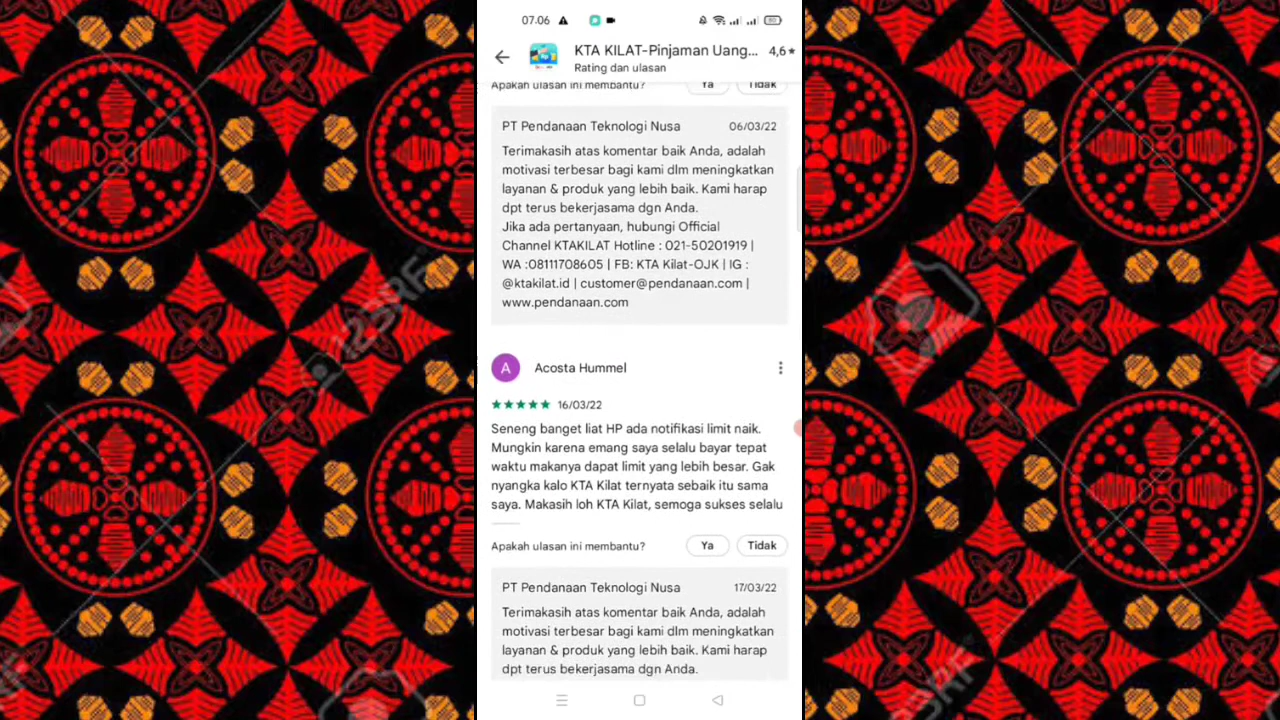 07.06
80
KTA KILAT-Pinjaman Uang... 4,6★
Rating dan ulasan
Apakah ulasan ini membantu? Ya Tidak
PT Pendanaan Teknologi Nusa 06/03/22
Terimakasih atas komentar baik Anda, adalah
motivasi terbesar bagi kami dlm meningkatkan
layanan & produk yang lebih baik. Kami harap
dpt terus bekerjasama dgn Anda.
Jika ada pertanyaan, hubungi Official
Channel KTAKILAT Hotline : 021-50201919 |
WA :08111708605 | FB: KTA Kilat-OJK | IG :
@ktakilat.id | customer@pendanaan.com |
www.pendanaan.com
A Acosta Hummel
★★★★★ 16/03/22
Seneng banget liat HP ada notifikasi limit naik.
Mungkin karena emang saya selalu bayar tepat
waktu makanya dapat limit yang lebih besar. Gak
nyangka kalo KTA Kilat ternyata sebaik itu sama
saya. Makasih loh KTA Kilat, semoga sukses selalu
Apakah ulasan ini membantu? Ya Tidak
PT Pendanaan Teknologi Nusa 17/03/22
Terimakasih atas komentar baik Anda, adalah
motivasi terbesar bagi kami dlm meningkatkan
layanan & produk yang lebih baik. Kami harap
dpt terus bekerjasama dgn Anda.
123RF